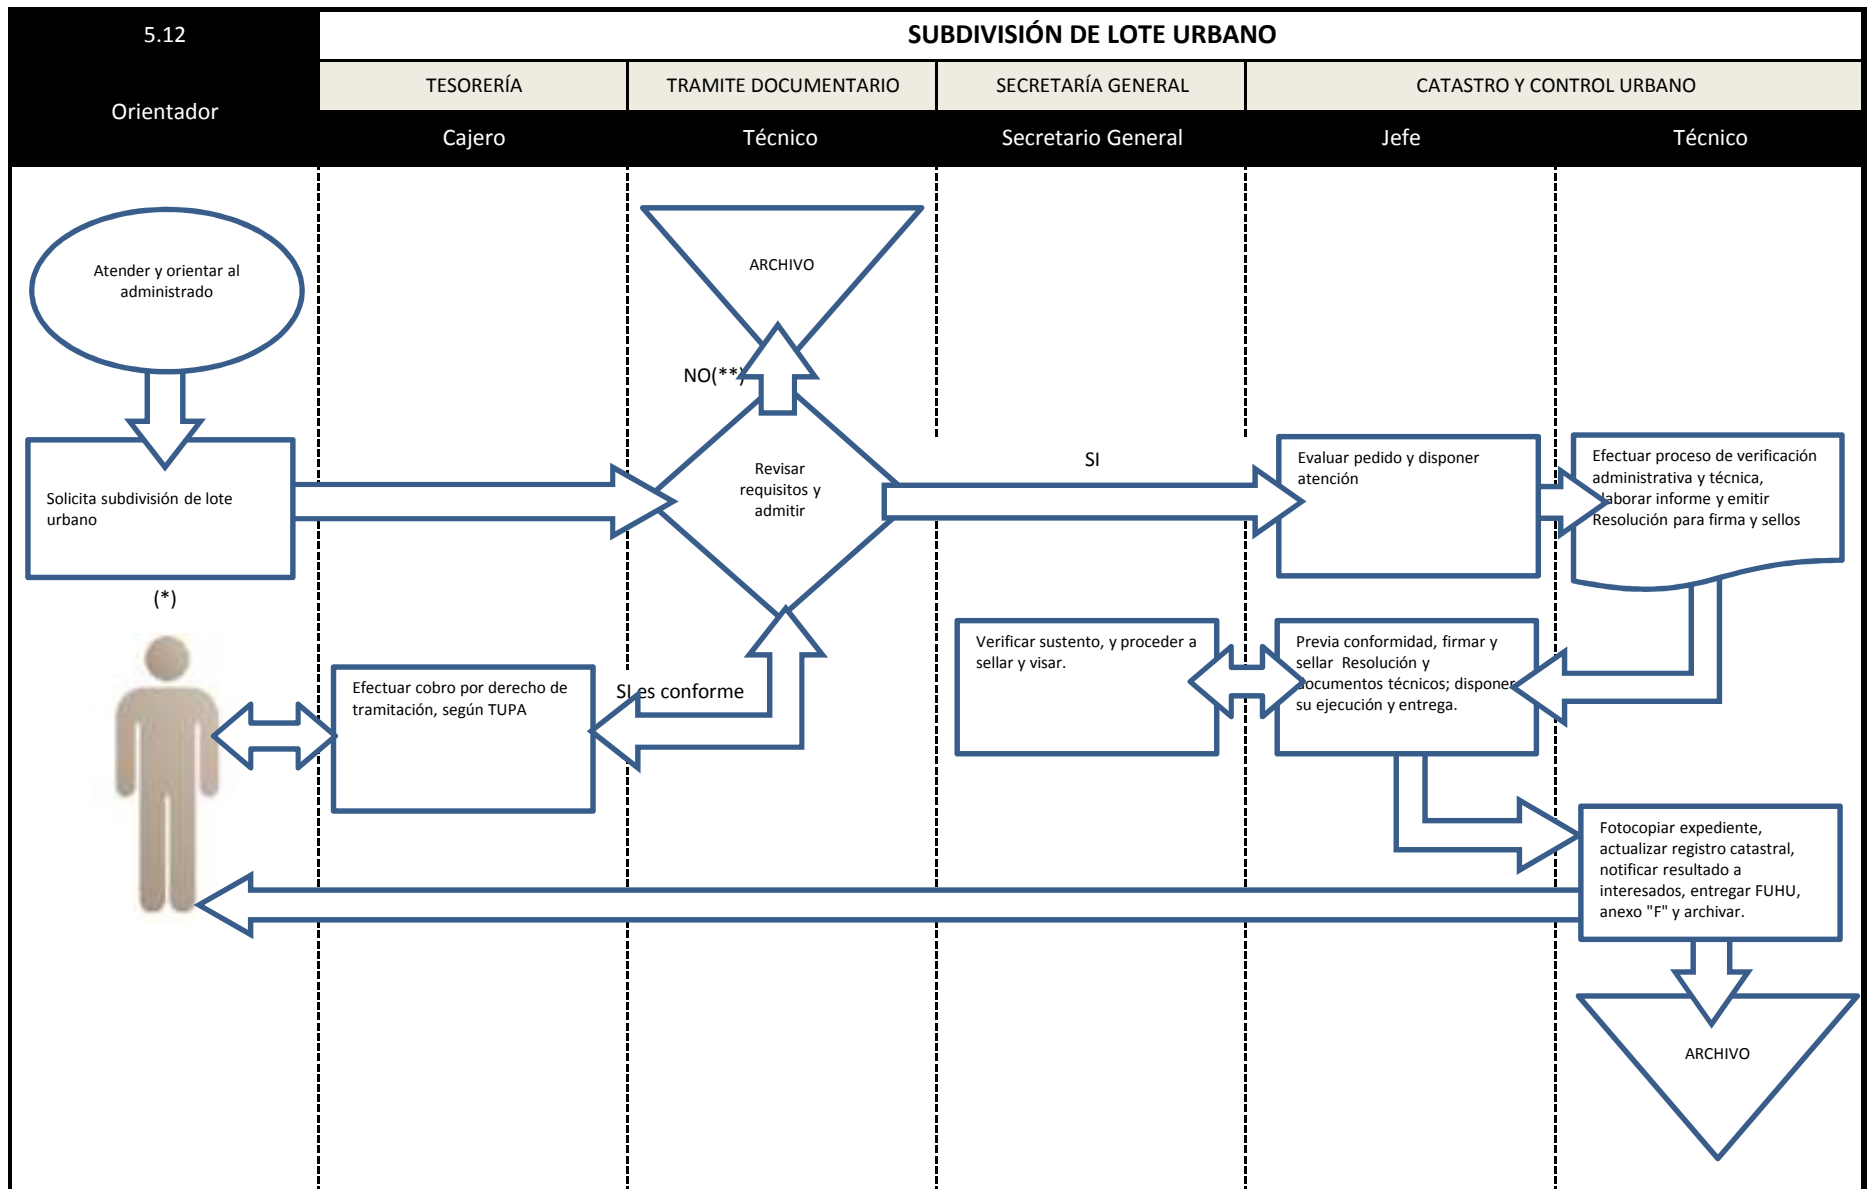 5.12
SUBDIVISIÓN DE LOTE URBANO
Orientador
TESORERÍA
TRAMITE DOCUMENTARIO
SECRETARÍA GENERAL
CATASTRO Y CONTROL URBANO
Cajero
Técnico
Secretario General
Jefe
Técnico
Atender y orientar al
administrado
ARCHIVO
NO(**)
Solicita subdivisión de lote
urbano
(*)
Revisar
requisitos y
admitir
SI
Evaluar pedido y disponer
atención
Efectuar proceso de verificación
administrativa y técnica,
elaborar informe y emitir
Resolución para firma y sellos
Verificar sustento, y proceder a
sellar y visar.
Previa conformidad, firmar y
sellar Resolución y
documentos técnicos; disponer
su ejecución y entrega.
Efectuar cobro por derecho de
tramitación, según TUPA
SI es conforme
Fotocopiar expediente,
actualizar registro catastral,
notificar resultado a
interesados, entregar FUHU,
anexo "F" y archivar.
ARCHIVO